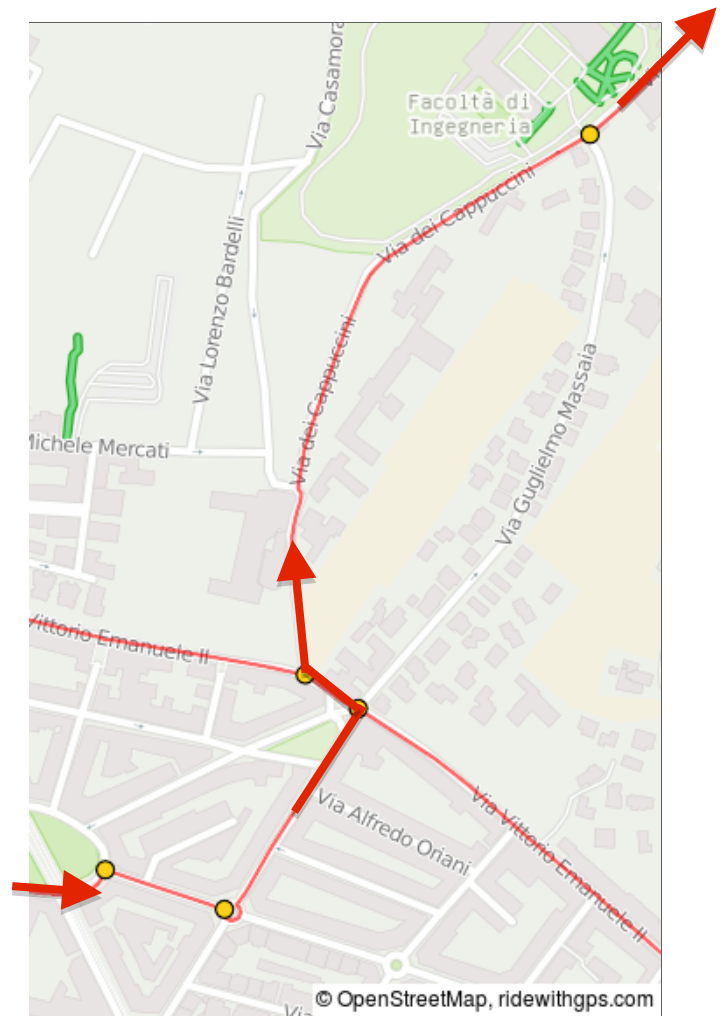 Via Casamora
Facoltà di
Ingegneria
Via dei Cappuccini
Via Lorenzo Bardelli
Via dei Cappuccini
Via Guglielmo Massaia
Michele Mercati
Vittorio Emanuele II
Via Alfredo Oriani
Via Vittorio Emanuele II
© OpenStreetMap, ridewithgps.com